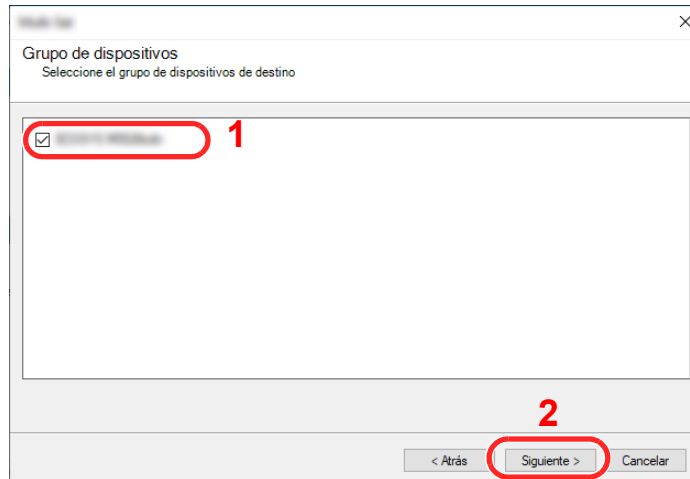 Grupo de dispositivos
Seleccione el grupo de dispositivos de destino
1
2
< Atrás
Siguiente >
Cancelar